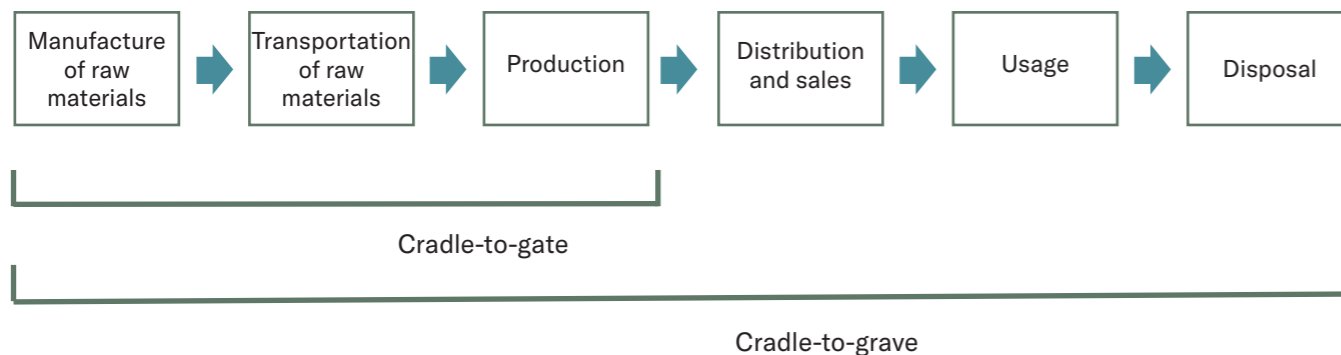 Manufacture
of raw
materials
Transportation
of raw
materials
Production
Distribution
and sales
Usage
Disposal
Cradle-to-gate
Cradle-to-grave